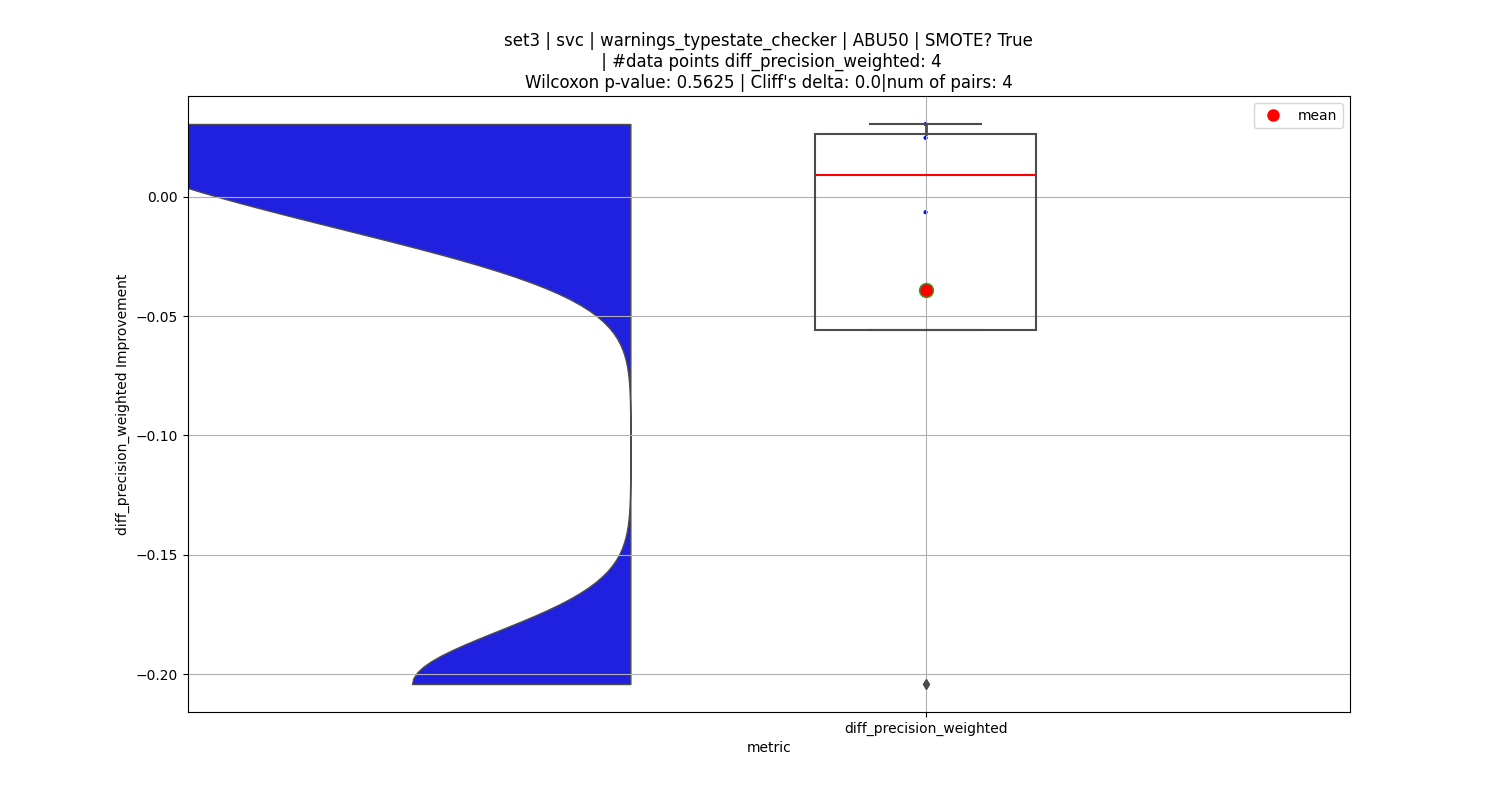 set3 | svc | warnings_typestate_checker | ABU50 | SMOTE? True
| #data points diff_precision_weighted: 4
Wilcoxon p-value: 0.5625 | Cliff's delta: 0.0|num of pairs: 4
mean
0.00
−0.05
−0.10
−0.15
−0.20
diff_precision_weighted Improvement
diff_precision_weighted
metric